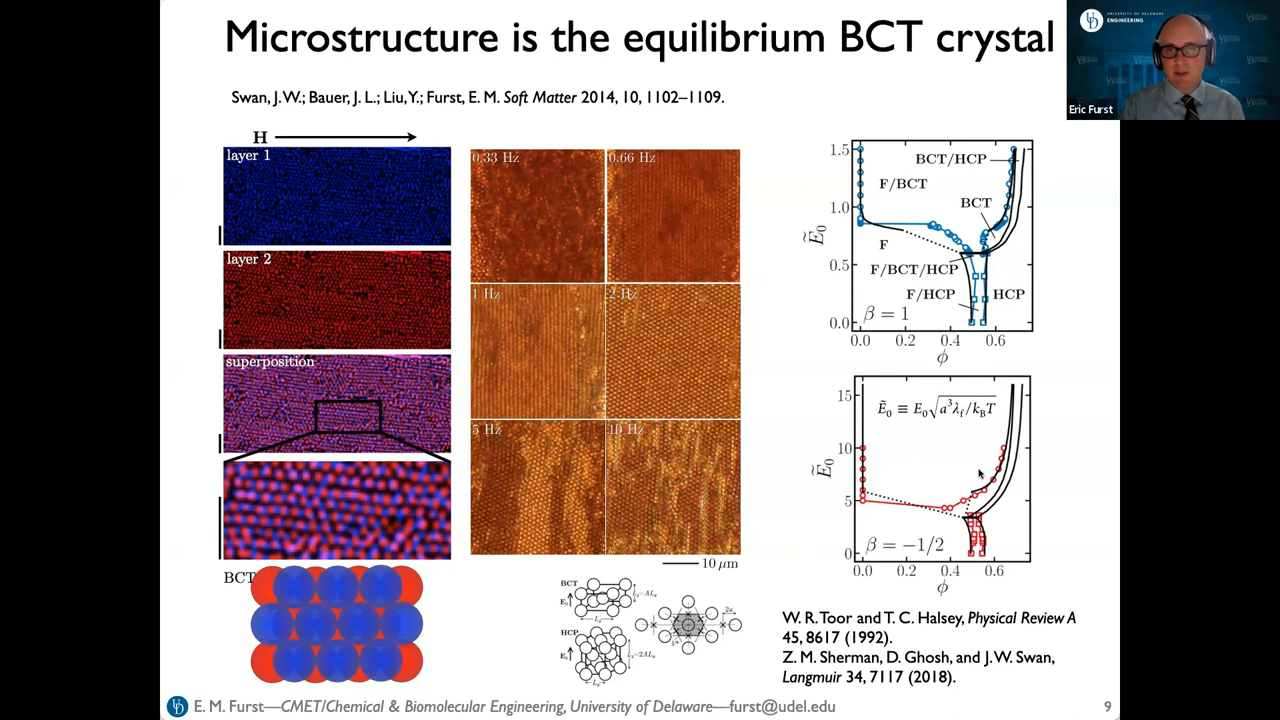 Microstructure is the equilibrium BCT crystal
UNIVERSITY OF DELAWARE
ENGINEERING
Eric Furst
Swan, J.W.; Bauer, J. L.; Liu, Y.; Furst, E. M. Soft Matter 2014, 10, 1102–1109.
H
layer 1
layer 2
superposition
BCT
0.33 Hz
0.66 Hz
1 Hz
2 Hz
5 Hz
10 Hz
10 μm
BCT
E₀
HCP
E₀
2a
1.5
1.0
0.5
0.0
Ẽ₀
BCT/HCP
F/BCT
BCT
F
F/BCT/HCP
F/HCP
HCP
β = 1
0.0 0.2 0.4 0.6
ϕ
15
10
5
0
Ẽ₀
Ẽ₀ ≡ E₀√a³λf/kBT
β = −1/2
0.0 0.2 0.4 0.6
ϕ
W. R. Toor and T. C. Halsey, Physical Review A
45, 8617 (1992).
Z. M. Sherman, D. Ghosh, and J. W. Swan,
Langmuir 34, 7117 (2018).
E. M. Furst—CMET/Chemical & Biomolecular Engineering, University of Delaware—furst@udel.edu
9